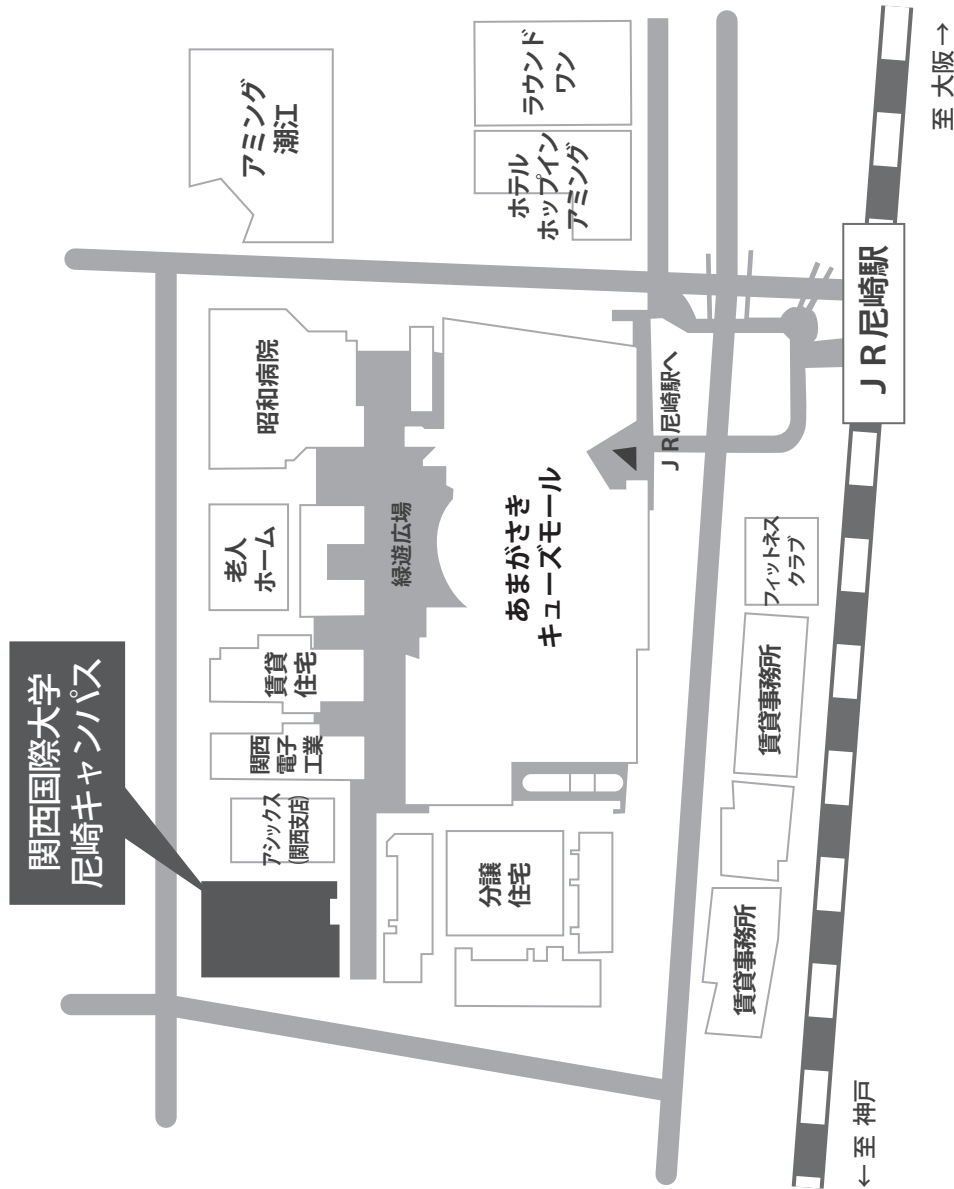 関西国際大学
尼崎キャンパス
アシックス
(関西支店)
関西
電子
工業
賃貸
住宅
老人
ホーム
昭和病院
アミング
潮江
緑遊広場
分譲
住宅
あまがさき
キューズモール
ホテル
ホップイン
アミング
ラウンド
ワン
ＪＲ尼崎駅へ
賃貸事務所
賃貸事務所
フィットネス
クラブ
ＪＲ尼崎駅
←至 神戸
至 大阪→